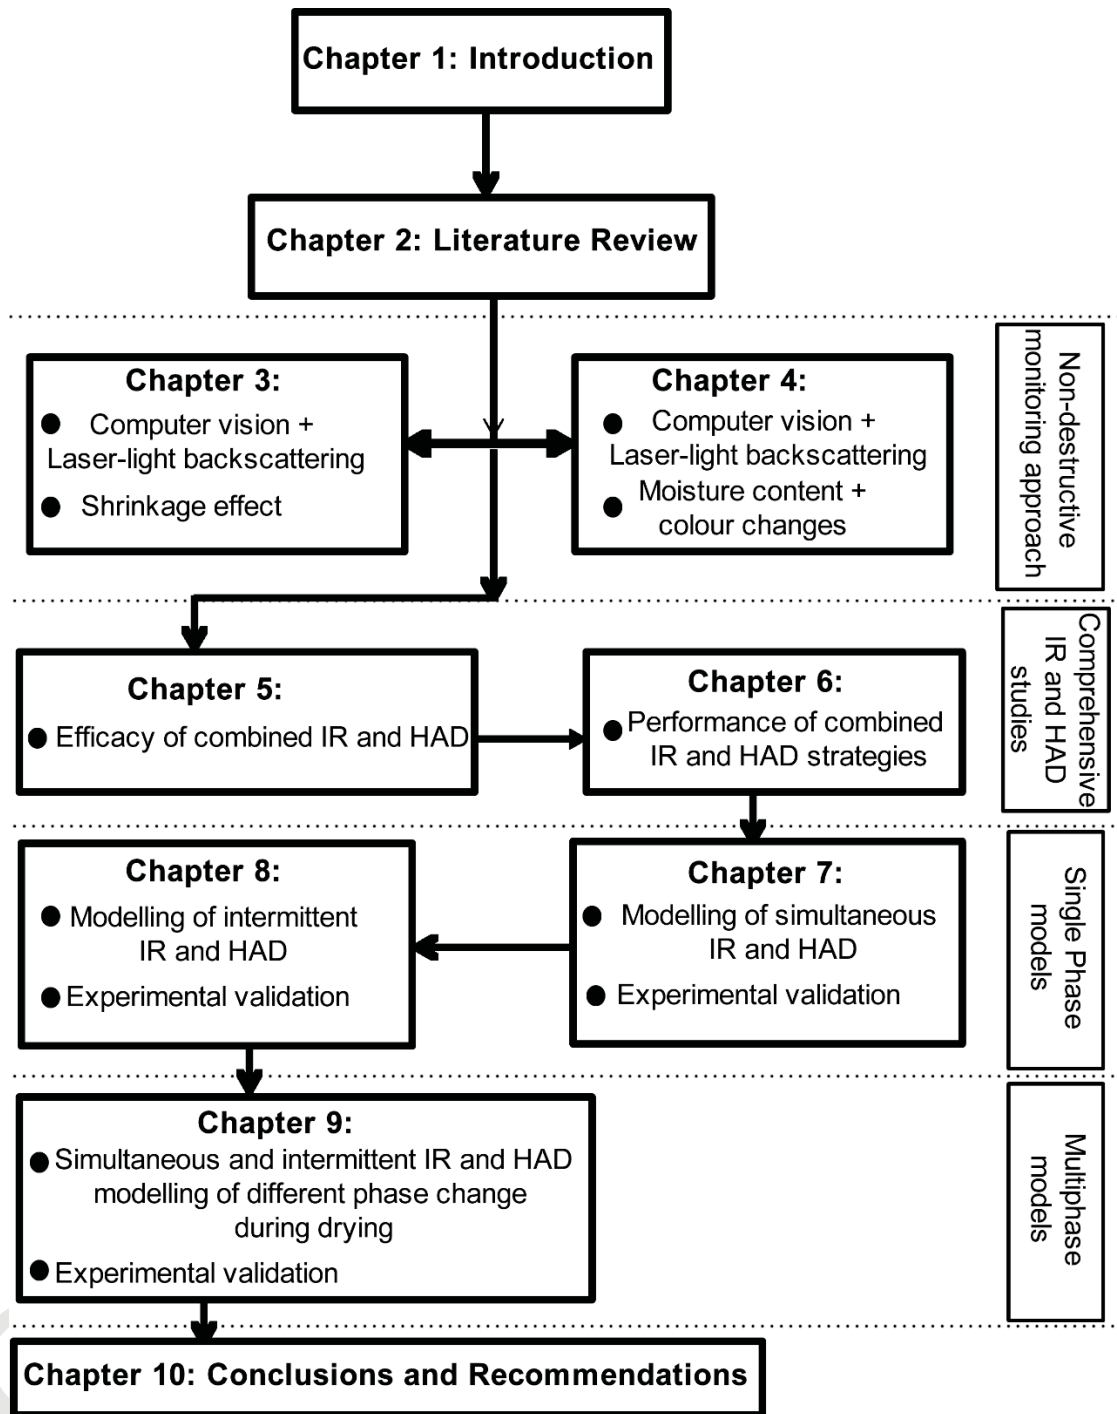 Chapter 1: Introduction
Chapter 2: Literature Review
Chapter 3:
Computer vision +
Laser-light backscattering
Shrinkage effect
Chapter 4:
Computer vision +
Laser-light backscattering
Moisture content +
colour changes
Non-destructive
monitoring approach
Chapter 5:
Efficacy of combined IR and HAD
Chapter 6:
Performance of combined
IR and HAD strategies
Comprehensive
IR and HAD
studies
Chapter 8:
Modelling of intermittent
IR and HAD
Experimental validation
Chapter 7:
Modelling of simultaneous
IR and HAD
Experimental validation
Single Phase
models
Chapter 9:
Simultaneous and intermittent IR and HAD
modelling of different phase change
during drying
Experimental validation
Multiphase
models
Chapter 10: Conclusions and Recommendations